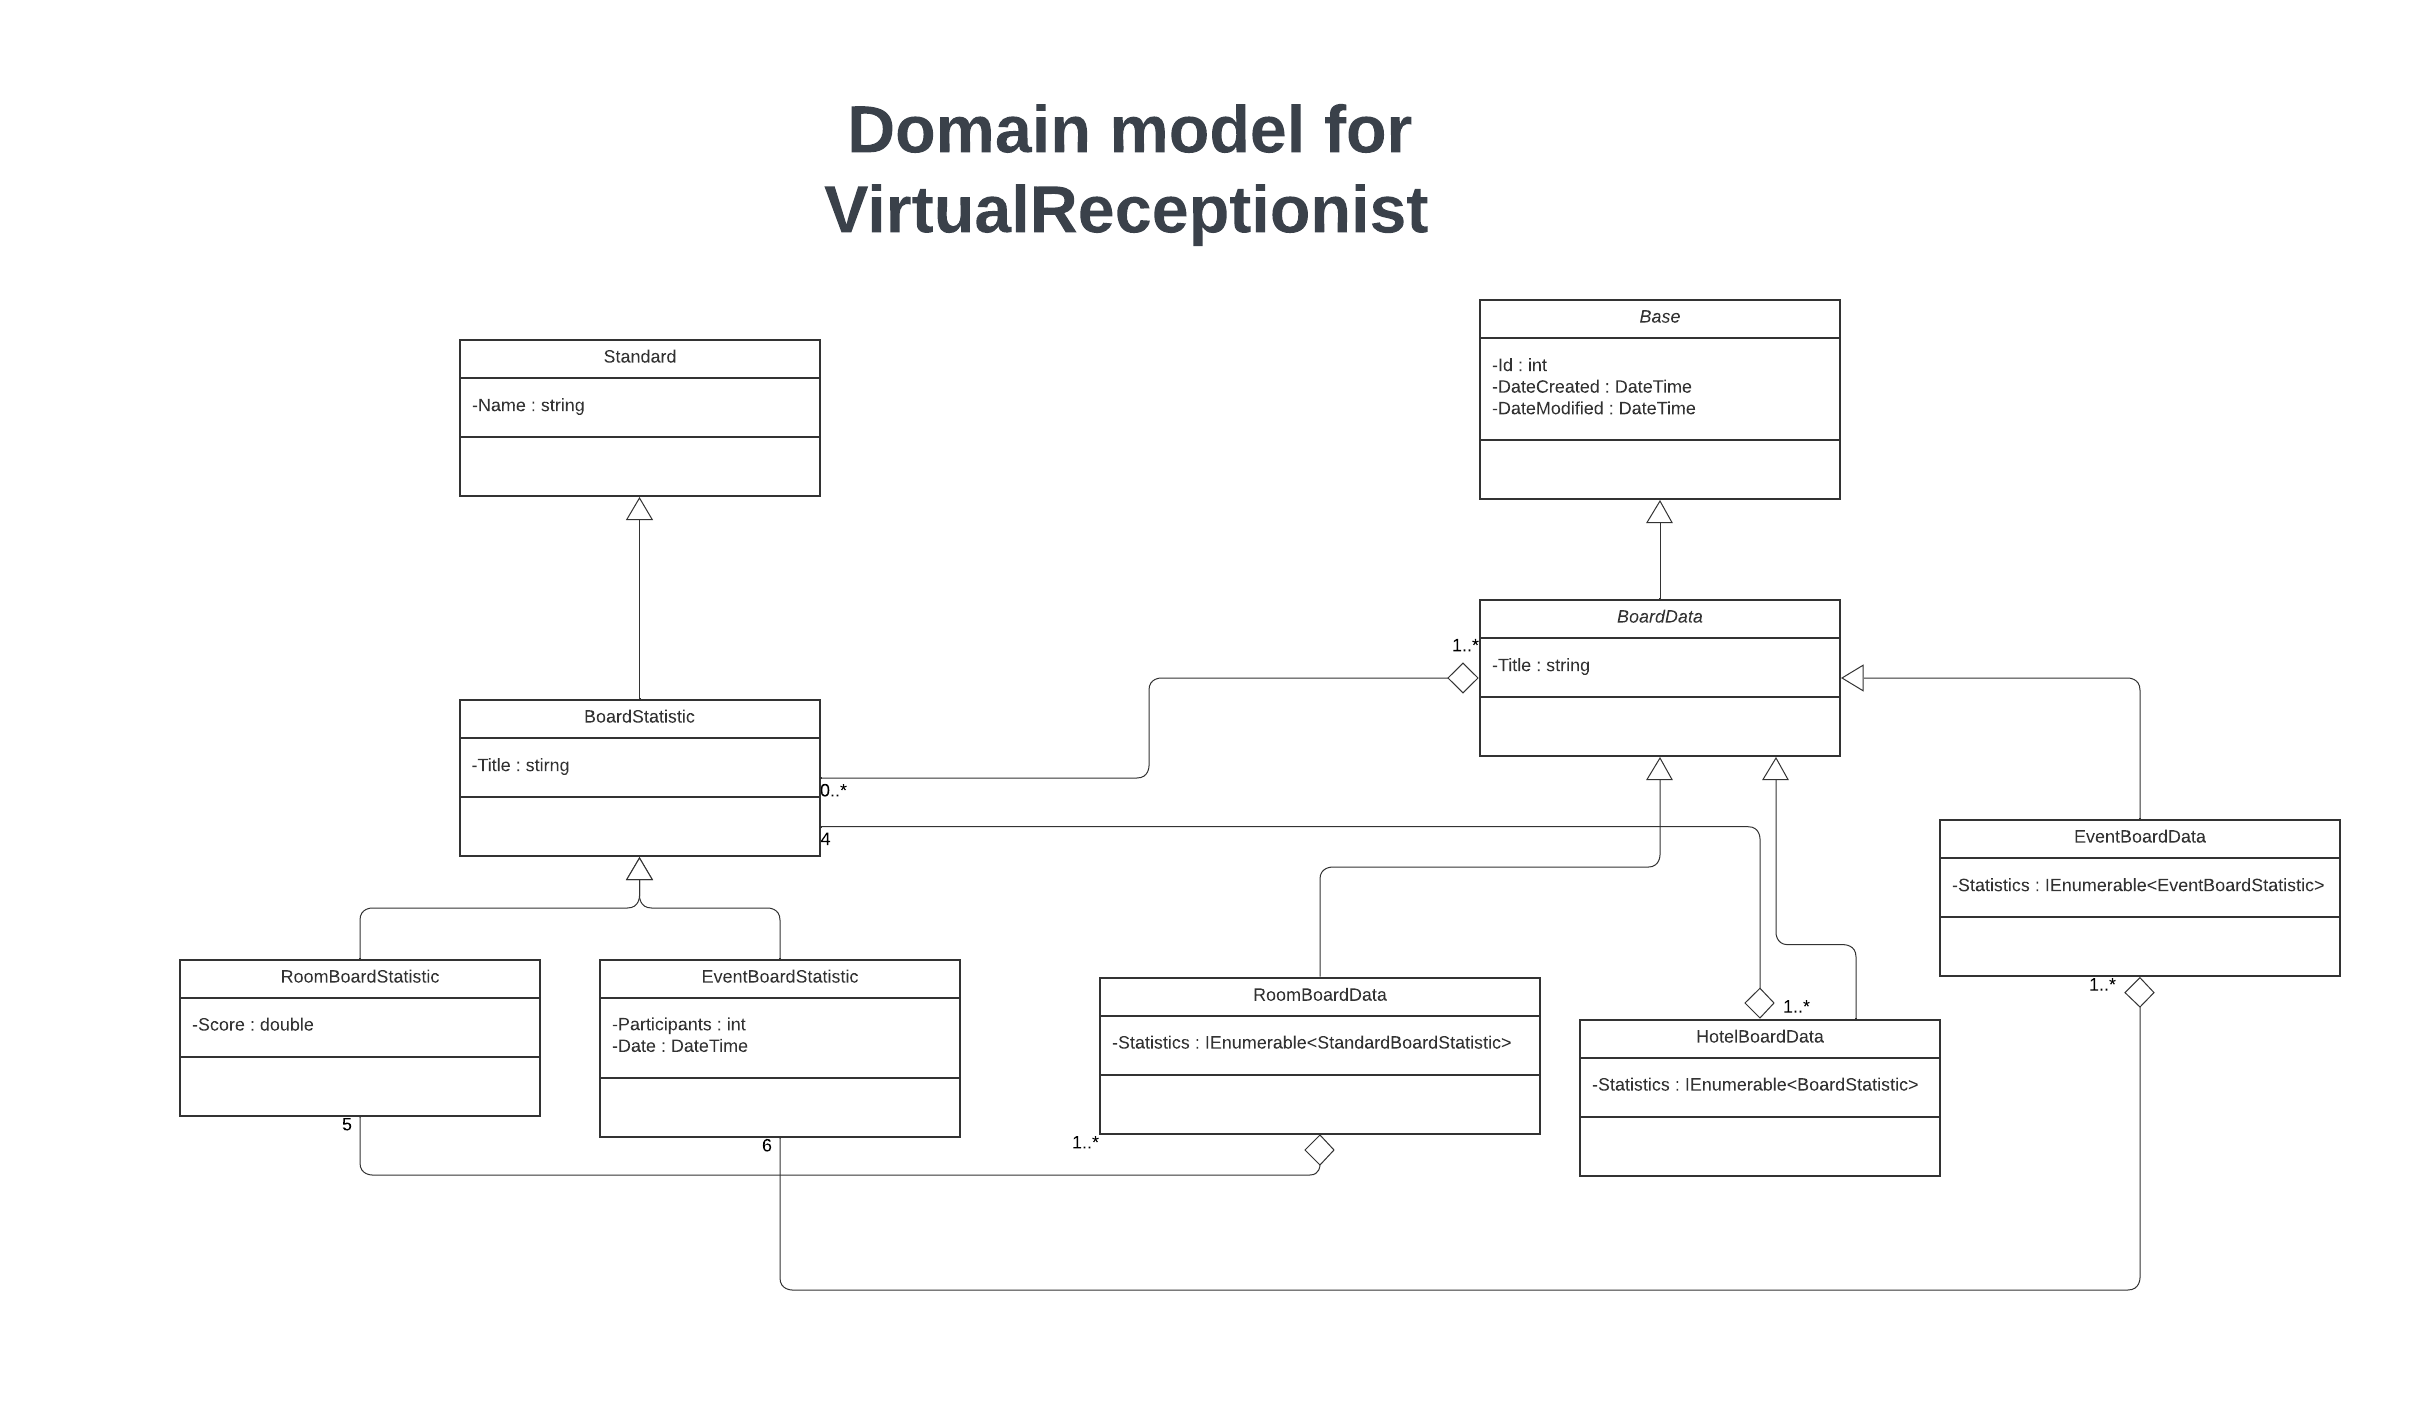 Domain model for
VirtualReceptionist
Base
-Id : int
-DateCreated : DateTime
-DateModified : DateTime
Standard
-Name : string
BoardData
1..*
-Title : string
BoardStatistic
-Title : stirng
0..*
4
EventBoardData
-Statistics : IEnumerable<EventBoardStatistic>
1..*
RoomBoardStatistic
-Score : double
5
EventBoardStatistic
-Participants : int
-Date : DateTime
6
RoomBoardData
-Statistics : IEnumerable<StandardBoardStatistic>
1..*
1..*
HotelBoardData
-Statistics : IEnumerable<BoardStatistic>